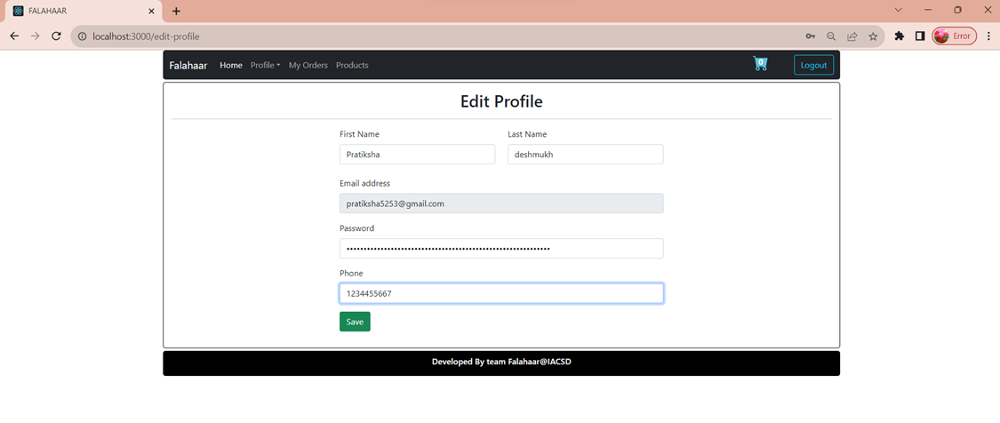 FALAHAAR
localhost:3000/edit-profile
Error
Falahaar Home Profile My Orders Products 0 Logout
Edit Profile
First Name Last Name
Pratiksha deshmukh
Email address
pratiksha5253@gmail.com
Password
••••••••••••••••••••••••••••••••••••••••••••••••••••••••••••
Phone
1234455667
Save
Developed By team Falahaar@IACSD